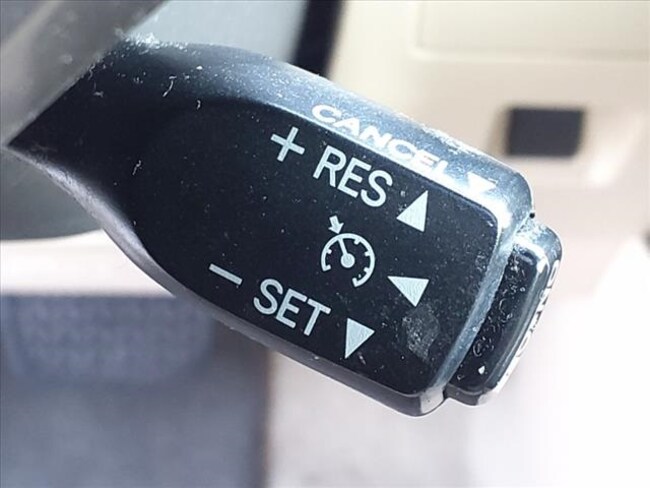 CANCEL ▼
+ RES ▲
◀
− SET ▼